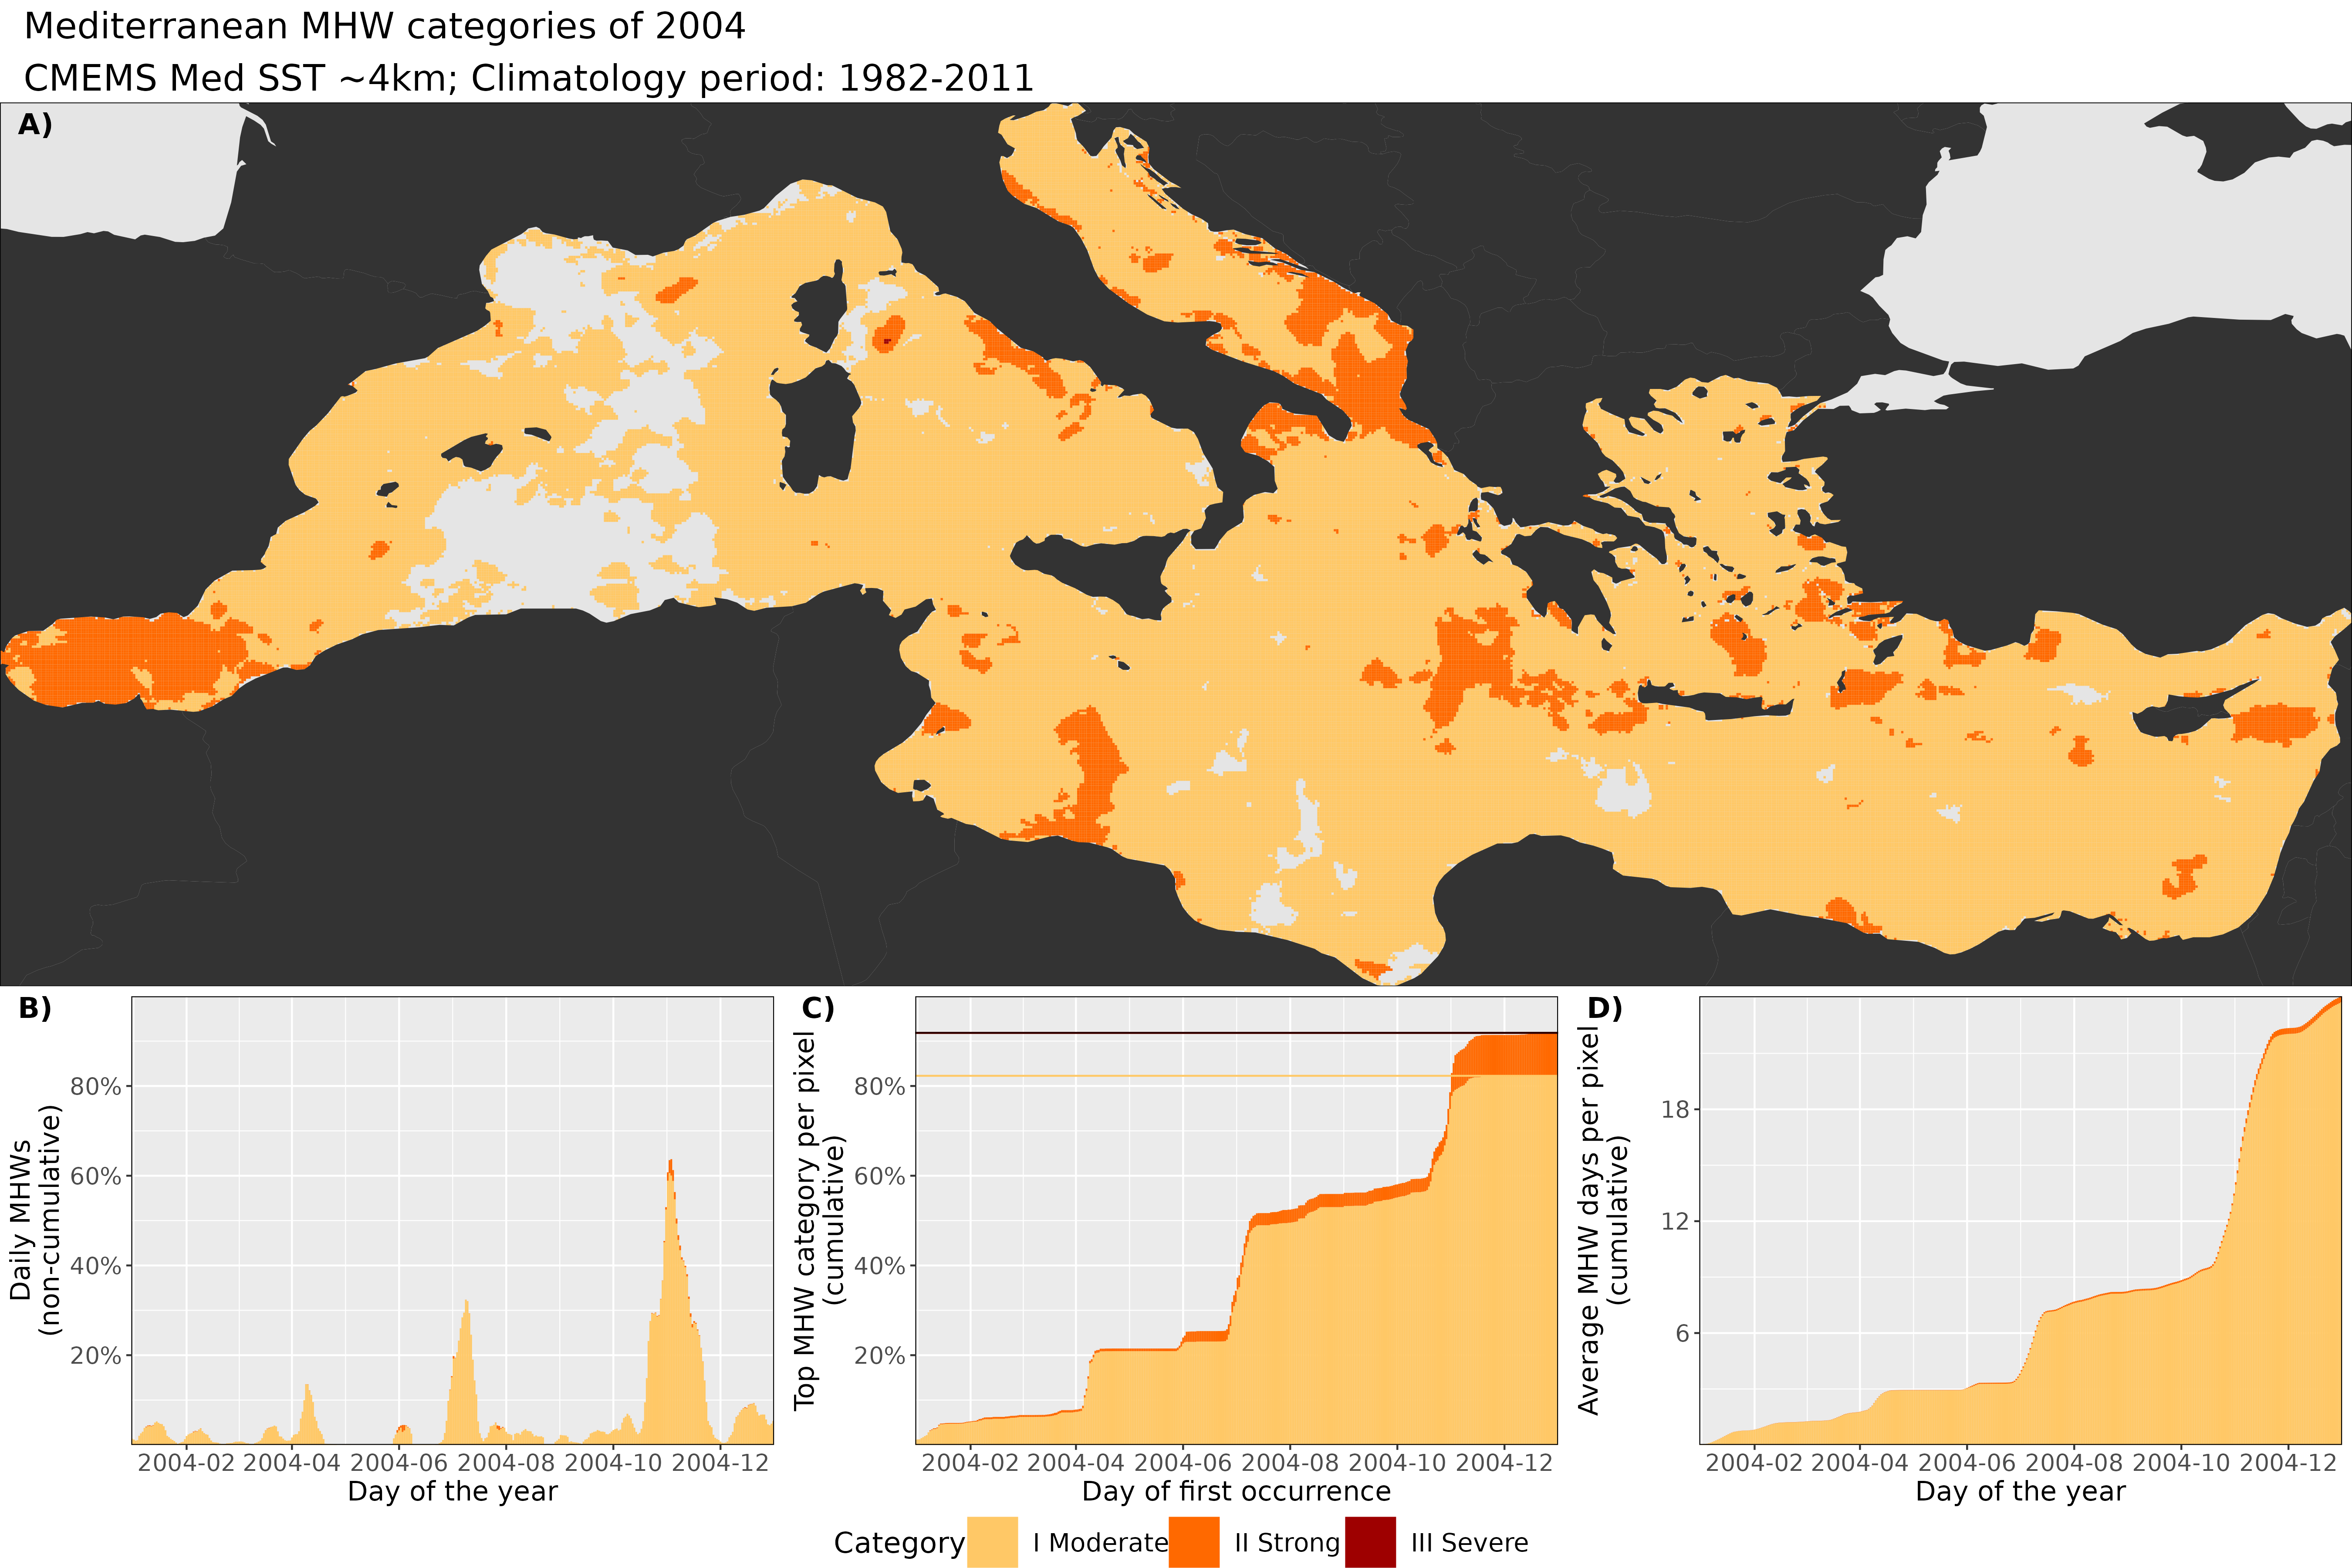 Mediterranean MHW categories of 2004
CMEMS Med SST ~4km; Climatology period: 1982-2011
A)
B)
Daily MHWs
(non-cumulative)
80%
60%
40%
20%
2004-02 2004-04 2004-06 2004-08 2004-10 2004-12
Day of the year
C)
Top MHW category per pixel
(cumulative)
80%
60%
40%
20%
2004-02 2004-04 2004-06 2004-08 2004-10 2004-12
Day of first occurrence
D)
Average MHW days per pixel
(cumulative)
18
12
6
2004-02 2004-04 2004-06 2004-08 2004-10 2004-12
Day of the year
Category I Moderate II Strong III Severe